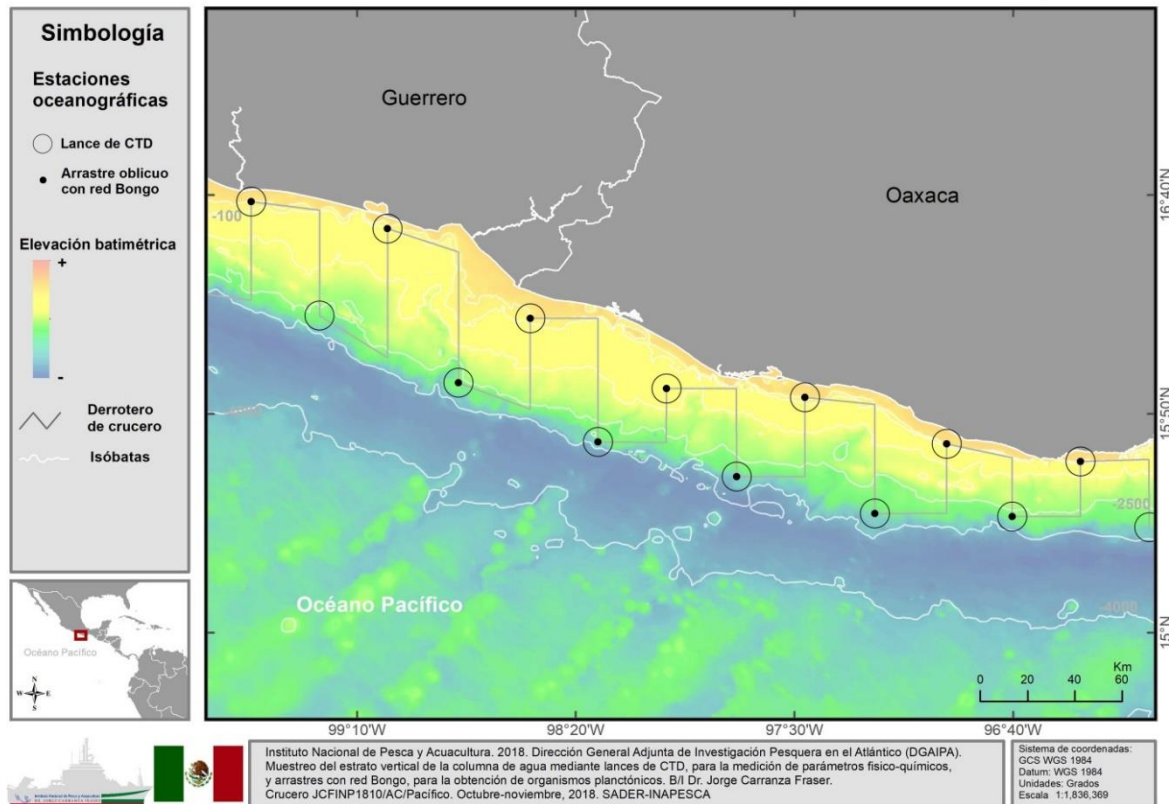 Simbología
Estaciones
oceanográficas
Lance de CTD
Arrastre oblicuo
con red Bongo
Elevación batimétrica
+
-
Derrotero
de crucero
Isóbatas
Océano Pacífico
N
W E
S
Guerrero
Oaxaca
-100
-2500
-4000
Océano Pacífico
Km
0 20 40 60
16°40'N
15°50'N
15°N
99°10'W
98°20'W
97°30'W
96°40'W
Instituto Nacional de Pesca y Acuacultura. 2018. Dirección General Adjunta de Investigación Pesquera en el Atlántico (DGAIPA).
Muestreo del estrato vertical de la columna de agua mediante lances de CTD, para la medición de parámetros fisico-químicos,
y arrastres con red Bongo, para la obtención de organismos planctónicos. B/I Dr. Jorge Carranza Fraser.
Crucero JCFINP1810/AC/Pacífico. Octubre-noviembre, 2018. SADER-INAPESCA
Sistema de coordenadas:
GCS WGS 1984
Datum: WGS 1984
Unidades: Grados
Escala 1:1,836,369